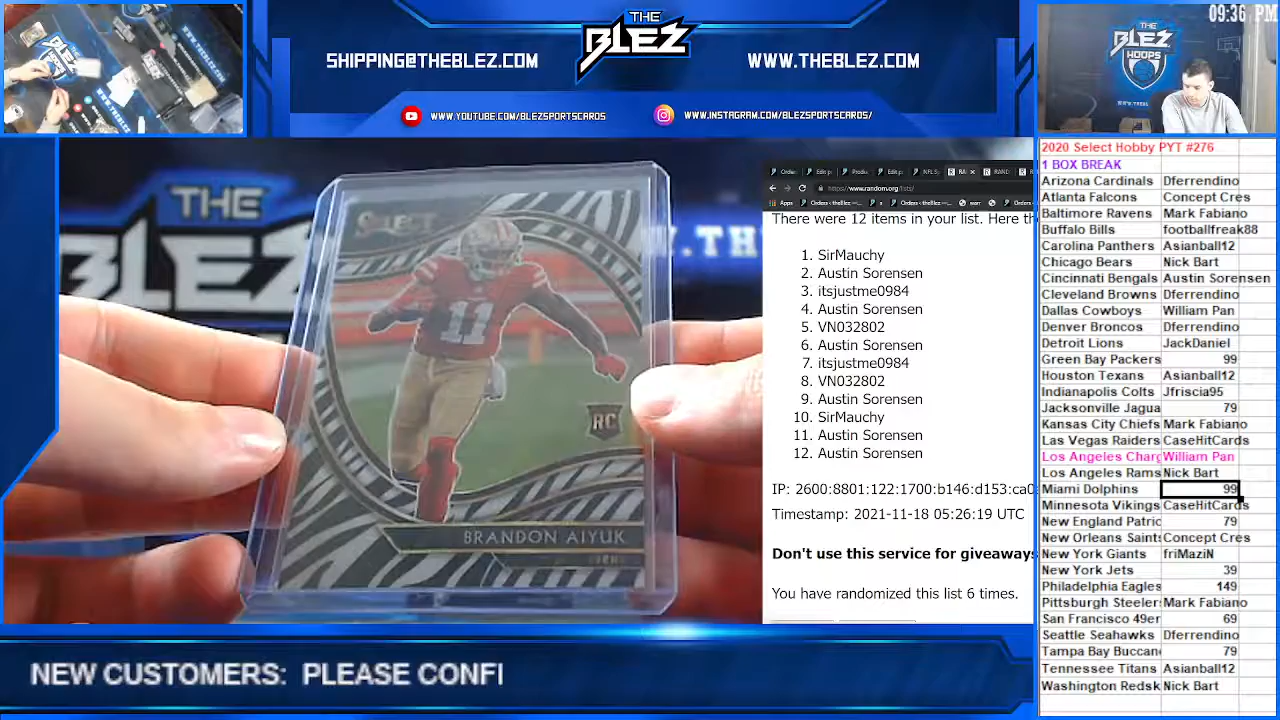 09:36 PM
THE
BLEZ
SHIPPING@THEBLEZ.COM
WWW.THEBLEZ.COM
WWW.YOUTUBE.COM/BLEZSPORTSCARDS
WWW.INSTAGRAM.COM/BLEZSPORTSCARDS/
THE
BLEZ
HOOPS
THE
BLEZ
SELECT
11
RC
BRANDON AIYUK
https://www.random.org/lists/
There were 12 items in your list. Here th
1. SirMauchy
2. Austin Sorensen
3. itsjustme0984
4. Austin Sorensen
5. VN032802
6. Austin Sorensen
7. itsjustme0984
8. VN032802
9. Austin Sorensen
10. SirMauchy
11. Austin Sorensen
12. Austin Sorensen
IP: 2600:8801:122:1700:b146:d153:ca0
Timestamp: 2021-11-18 05:26:19 UTC
Don't use this service for giveaways
You have randomized this list 6 times.
2020 Select Hobby PYT #276
1 BOX BREAK
Arizona Cardinals Dferrendino
Atlanta Falcons Concept Cres
Baltimore Ravens Mark Fabiano
Buffalo Bills footballfreak88
Carolina Panthers Asianball12
Chicago Bears Nick Bart
Cincinnati Bengals Austin Sorensen
Cleveland Browns Dferrendino
Dallas Cowboys William Pan
Denver Broncos Dferrendino
Detroit Lions JackDaniel
Green Bay Packers 99
Houston Texans Asianball12
Indianapolis Colts Jfriscia95
Jacksonville Jagua 79
Kansas City Chiefs Mark Fabiano
Las Vegas Raiders CaseHitCards
Los Angeles Charg William Pan
Los Angeles Rams Nick Bart
Miami Dolphins 99
Minnesota Vikings CaseHitCards
New England Patric 79
New Orleans Saints Concept Cres
New York Giants friMaziN
New York Jets 39
Philadelphia Eagles 149
Pittsburgh Steelers Mark Fabiano
San Francisco 49er 69
Seattle Seahawks Dferrendino
Tampa Bay Buccan 79
Tennessee Titans Asianball12
Washington Redsk Nick Bart
NEW CUSTOMERS: PLEASE CONFI